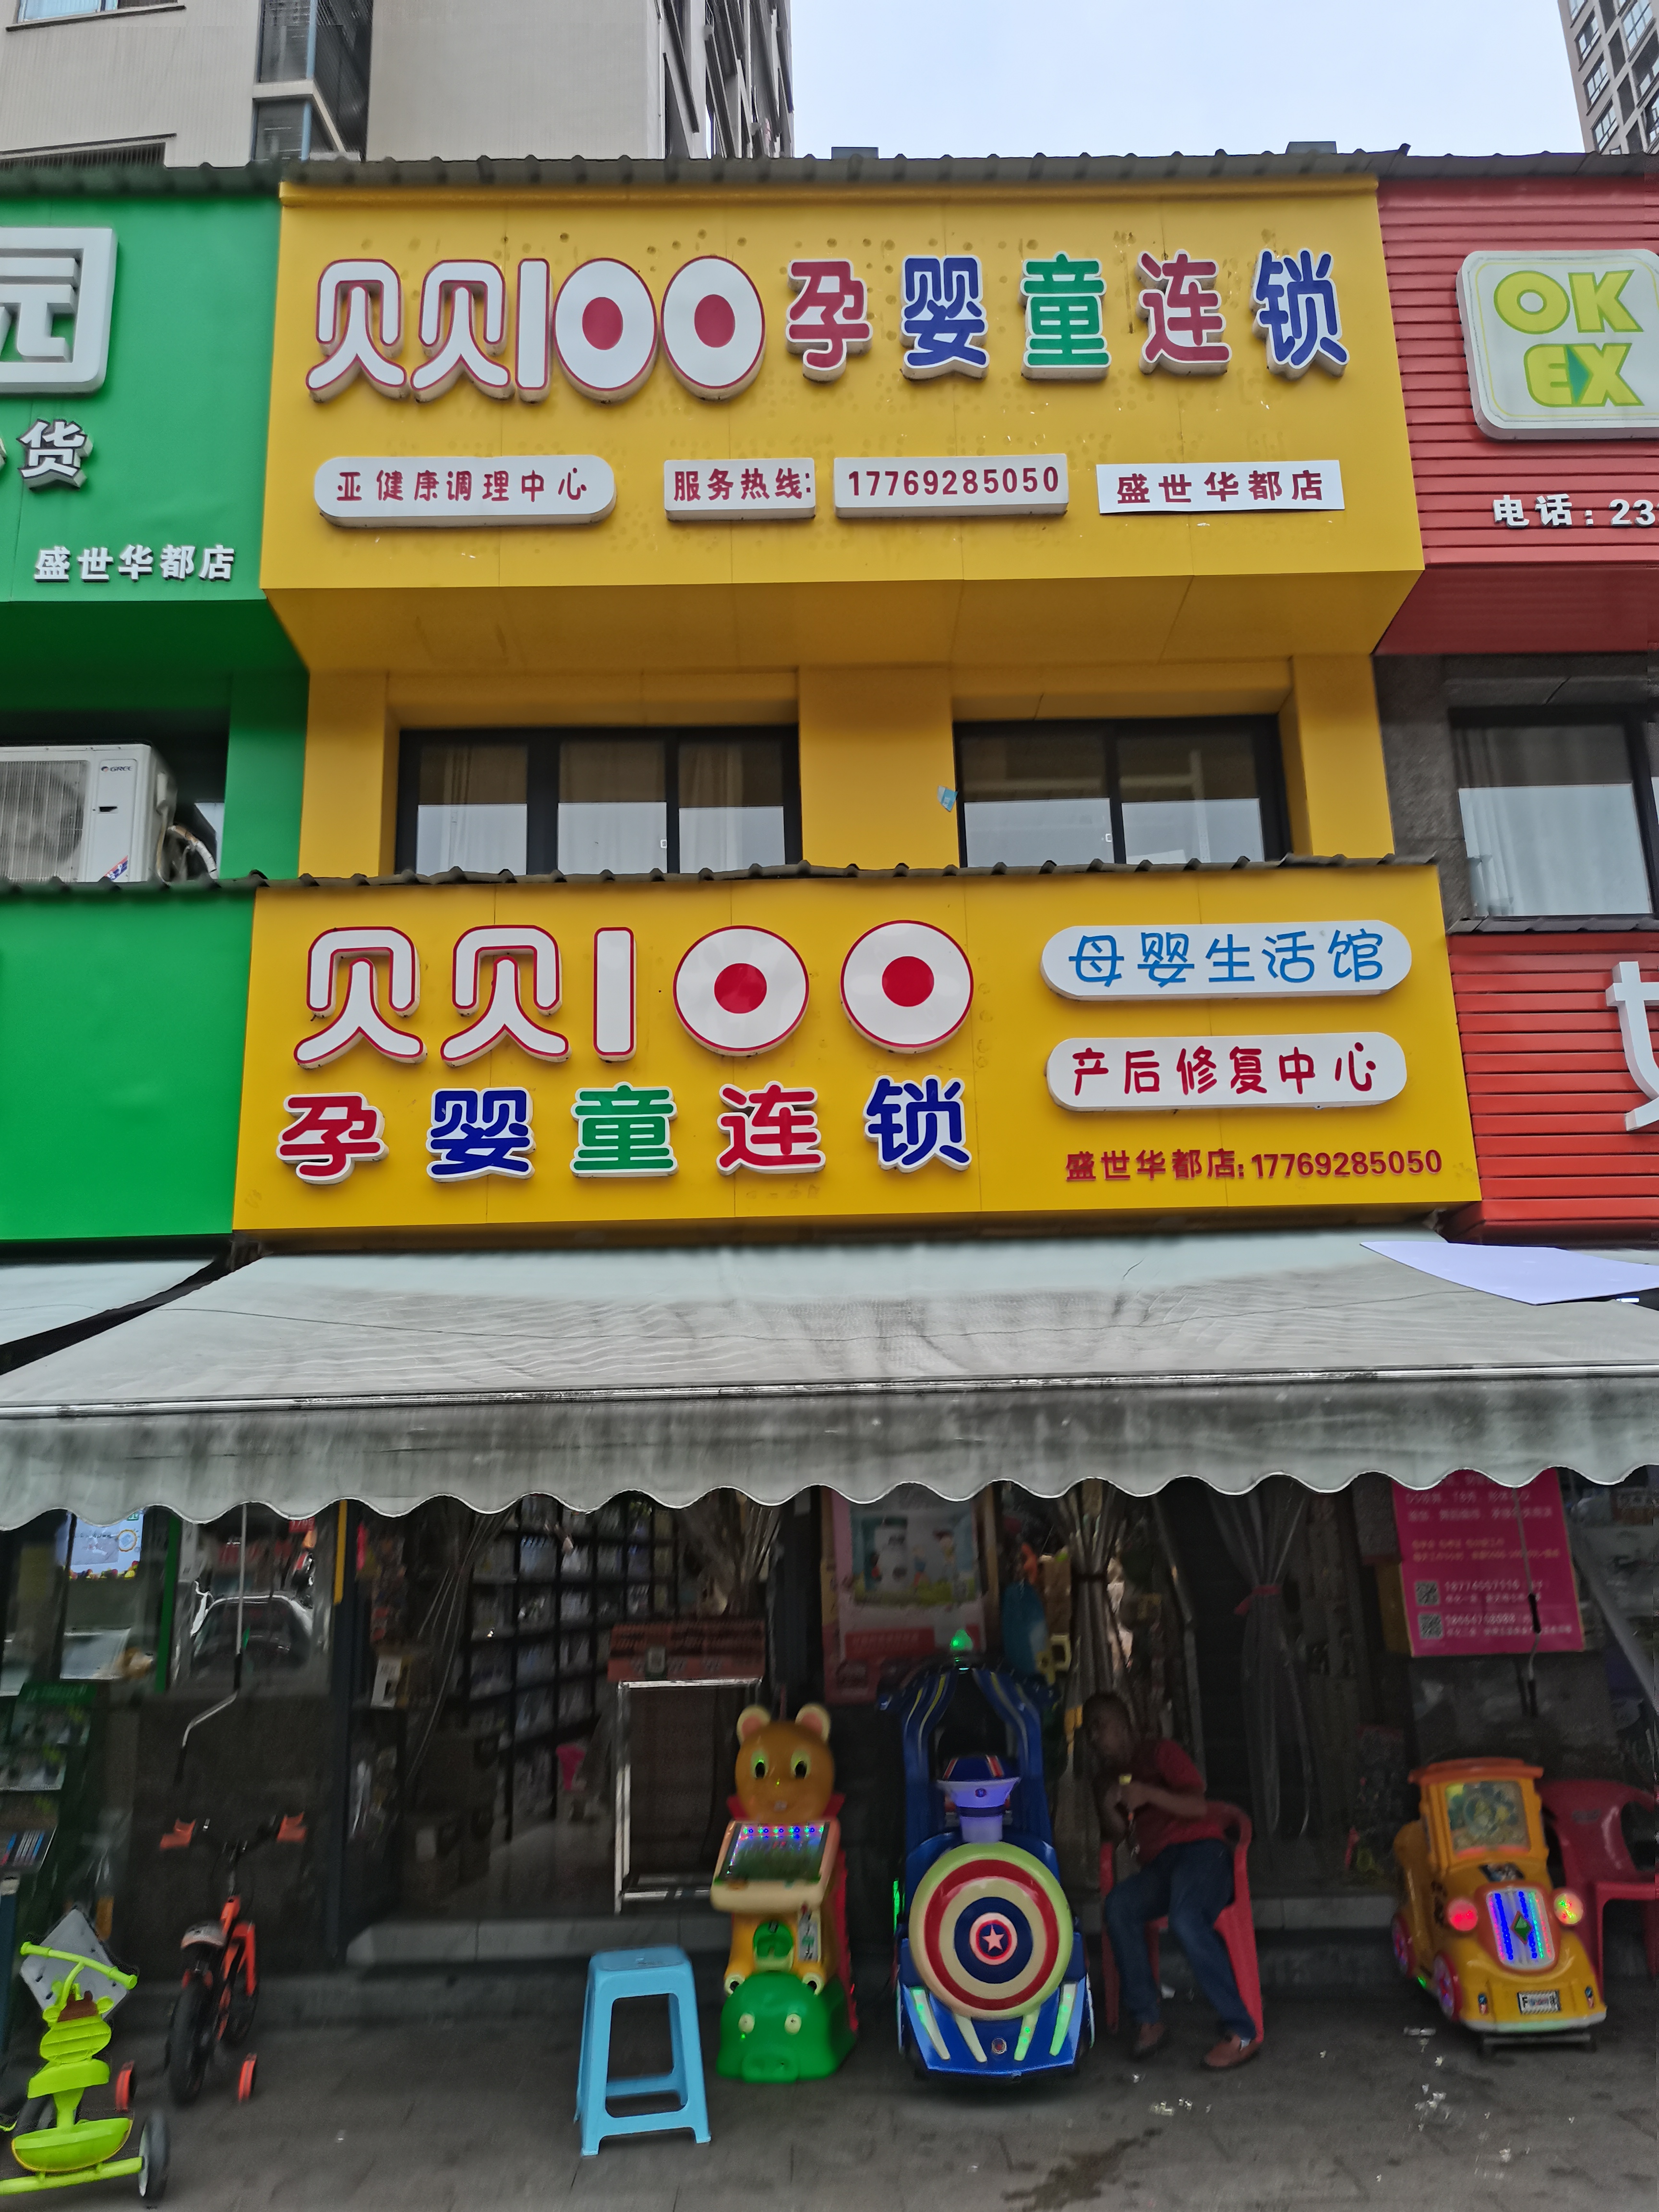 贝贝100 孕婴童连锁
亚健康调理中心 服务热线: 17769285050 盛世华都店
货
盛世华都店
OK
EX
电话:23
GREE
贝贝100
孕婴童连锁
母婴生活馆
产后修复中心
盛世华都店:17769285050